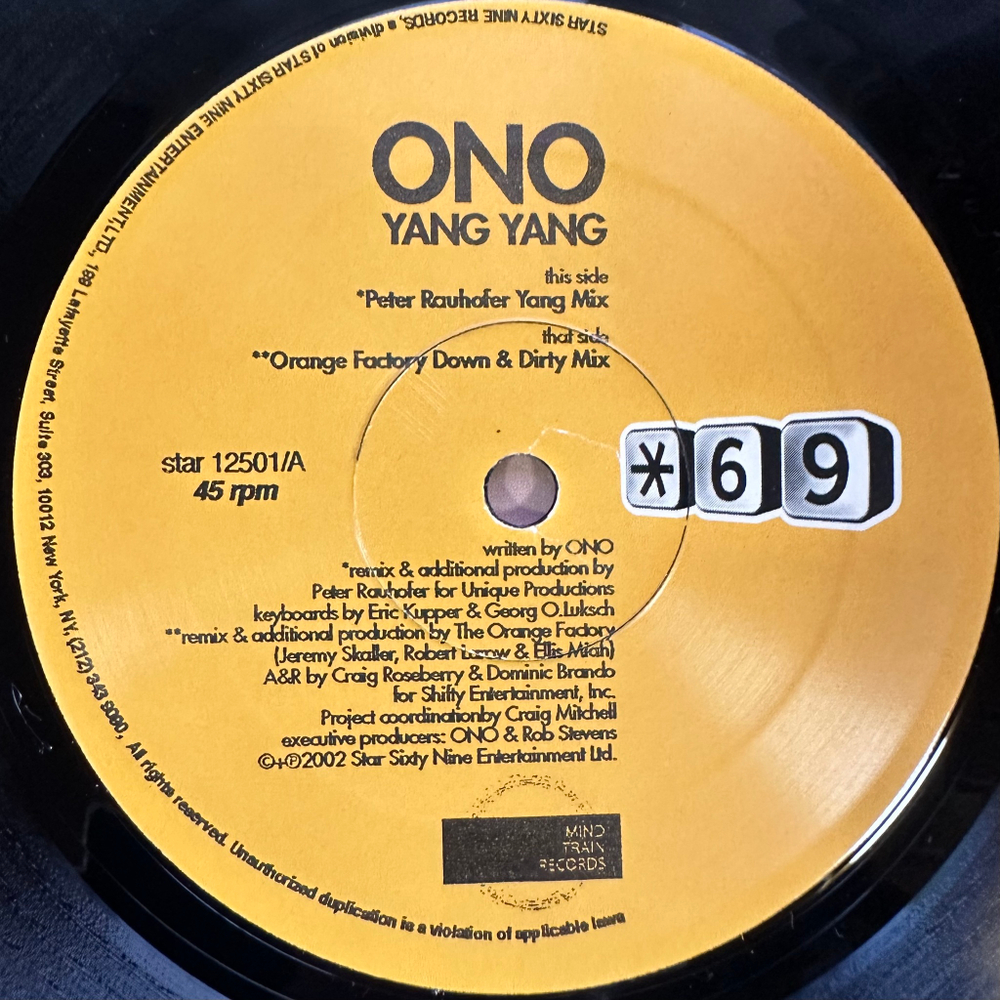 ONO
YANG YANG
this side
*Peter Rauhofer Yang Mix
that side
**Orange Factory Down & Dirty Mix
*69
star 12501/A
45 rpm
written by ONO
*remix & additional production by
Peter Rauhofer for Unique Productions
keyboards by Eric Kupper & Georg O.Luksch
**remix & additional production by The Orange Factory
(Jeremy Skaller, Robert Larow & Ellis Miah)
A&R by Craig Roseberry & Dominic Brando
for Shifty Entertainment, Inc.
Project coordinationby Craig Mitchell
executive producers: ONO & Rob Stevens
©+℗2002 Star Sixty Nine Entertainment Ltd.
MIND
TRAIN
RECORDS
STAR SIXTY NINE RECORDS, a division of STAR SIXTY NINE ENTERTAINMENT, LTD., 199 Lafayette Street, Suite 303, 10012 New York, NY, (212) 343 9090, All rights reserved. Unauthorized duplication is a violation of applicable laws